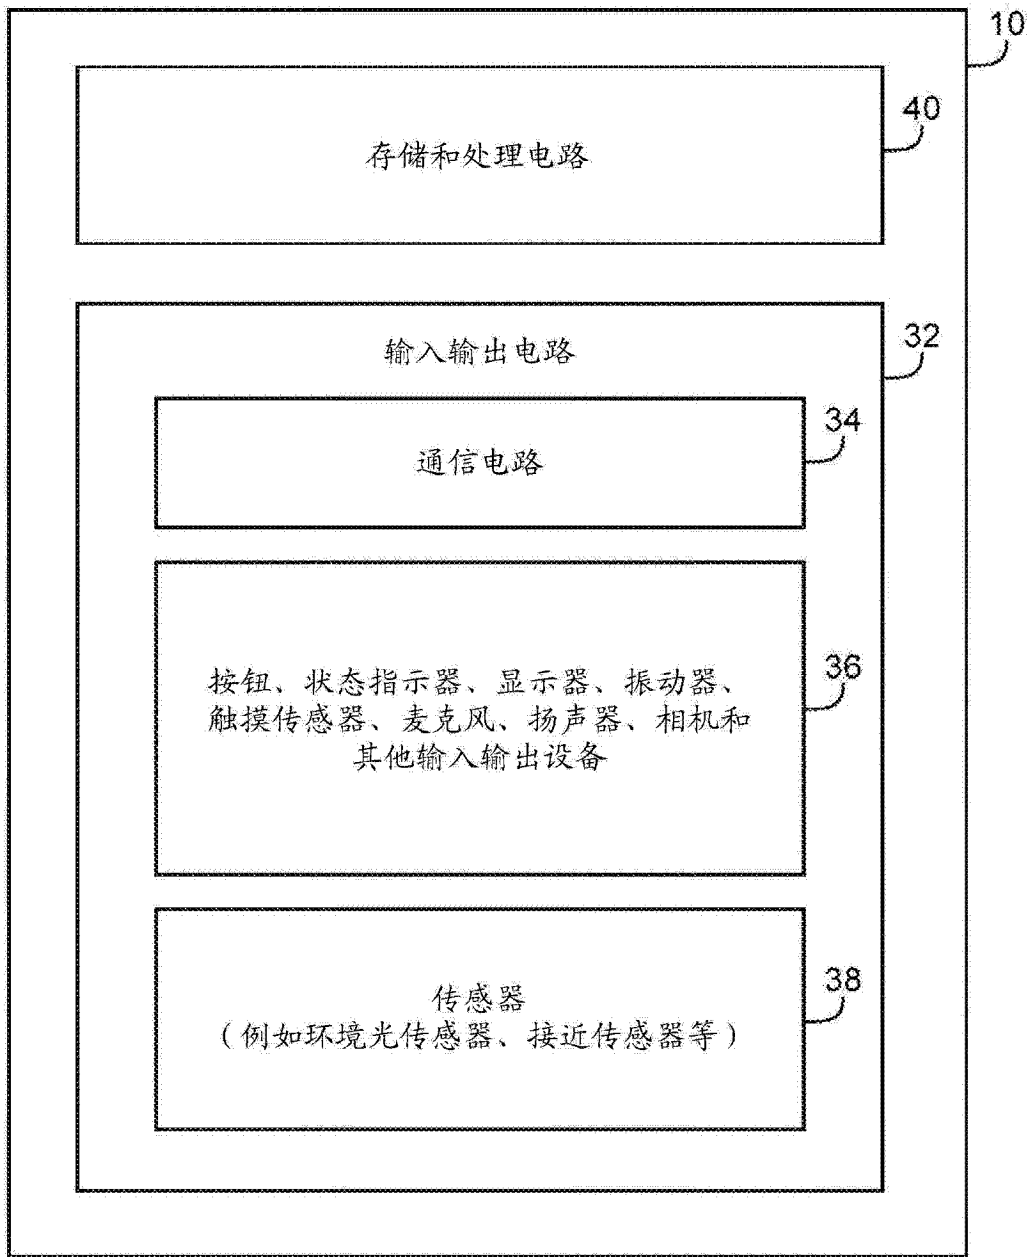 10
存储和处理电路
40
输入输出电路
32
通信电路
34
按钮、状态指示器、显示器、振动器、
触摸传感器、麦克风、扬声器、相机和
其他输入输出设备
36
传感器
（例如环境光传感器、接近传感器等）
38